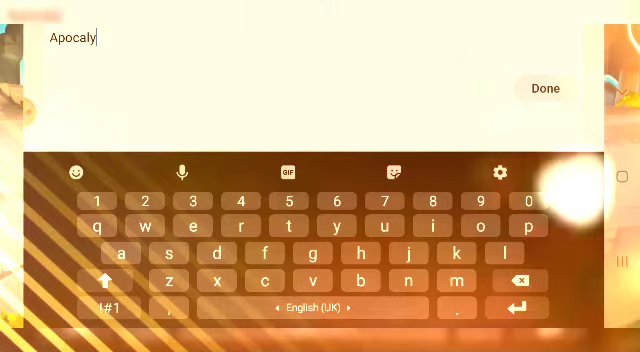 Apocaly
Done
GIF
1 2 3 4 5 6 7 8 9 0
q w e r t y u i o p
a s d f g h j k l
z x c v b n m
!#1 , English (UK) .